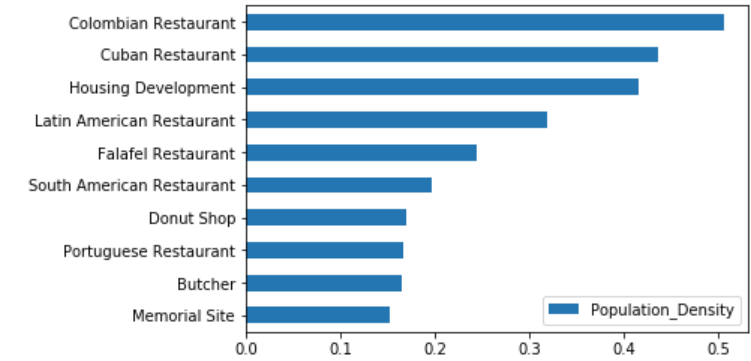 Colombian Restaurant
Cuban Restaurant
Housing Development
Latin American Restaurant
Falafel Restaurant
South American Restaurant
Donut Shop
Portuguese Restaurant
Butcher
Memorial Site
Population_Density
0.0 0.1 0.2 0.3 0.4 0.5